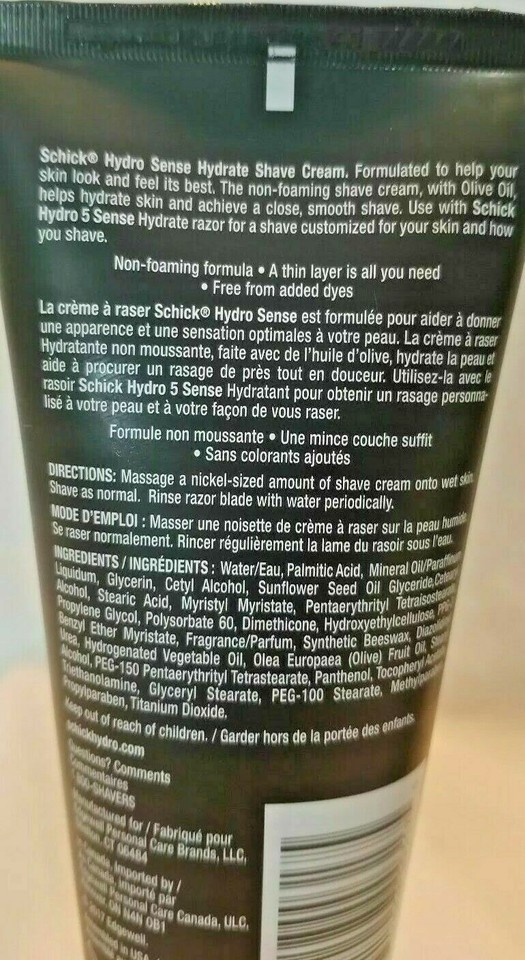 Schick® Hydro Sense Hydrate Shave Cream. Formulated to help your
skin look and feel its best. The non-foaming shave cream, with Olive Oil,
helps hydrate skin and achieve a close, smooth shave. Use with Schick
Hydro 5 Sense Hydrate razor for a shave customized for your skin and how
you shave.
Non-foaming formula • A thin layer is all you need
• Free from added dyes
La crème à raser Schick® Hydro Sense est formulée pour aider à donner
une apparence et une sensation optimales à votre peau. La crème à raser
Hydratante non moussante, faite avec de l'huile d'olive, hydrate la peau et
aide à procurer un rasage de près tout en douceur. Utilisez-la avec le
rasoir Schick Hydro 5 Sense Hydratant pour obtenir un rasage personna-
lisé à votre peau et à votre façon de vous raser.
Formule non moussante • Une mince couche suffit
• Sans colorants ajoutés
DIRECTIONS: Massage a nickel-sized amount of shave cream onto wet skin.
Shave as normal. Rinse razor blade with water periodically.
MODE D'EMPLOI : Masser une noisette de crème à raser sur la peau humide.
Se raser normalement. Rincer régulièrement la lame du rasoir sous l'eau.
INGREDIENTS / INGRÉDIENTS : Water/Eau, Palmitic Acid, Mineral Oil/Paraffinum
Liquidum, Glycerin, Cetyl Alcohol, Sunflower Seed Oil Glyceride,
Alcohol, Stearic Acid, Myristyl Myristate, Pentaerythrityl
Propylene Glycol, Polysorbate 60, Dimethicone, Hydroxyethylcellulose,
Benzyl Ether Myristate, Fragrance/Parfum, Synthetic Beeswax,
Urea, Hydrogenated Vegetable Oil, Olea Europaea (Olive) Fruit Oil,
Alcohol, PEG-150 Pentaerythrityl Tetrastearate, Panthenol, Tocopheryl
Triethanolamine, Glyceryl Stearate, PEG-100 Stearate,
Propylparaben, Titanium Dioxide.
Keep out of reach of children. / Garder hors de la portée des enfants.
schickhydro.com
Questions? Comments
Commentaires
Manufactured for / Fabriqué pour
Personal Care Brands, LLC,
CT 06484
Imported by /
importé par
Personal Care Canada, ULC,
ON N4N 0B1
Edgewell.
in USA